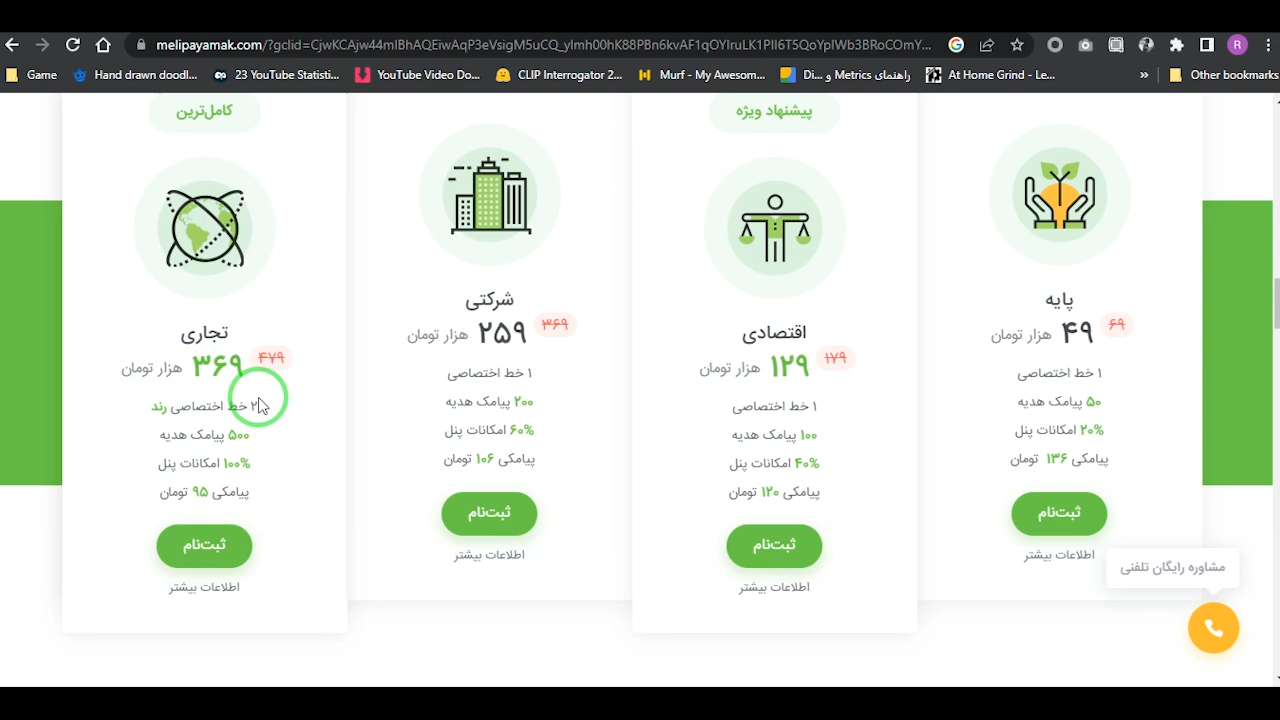 melipayamak.com/?gclid=CjwKCAjw44mlBhAQEiwAqP3eVsigM5uCQ_ylmh00hK88PBn6kvAF1qOYIruLK1PlI6T5QoYplWb3BRoCOmY...
R
Game
Hand drawn doodl...
23 YouTube Statisti...
YouTube Video Do...
CLIP Interrogator 2...
Murf - My Awesom...
راهنمای Metrics و Di...
At Home Grind - Le...
»
Other bookmarks
پایه
۶۹
۴۹ هزار تومان
۱ خط اختصاصی
۵۰ پیامک هدیه
۲۰% امکانات پنل
پیامکی ۱۳۶ تومان
ثبت‌نام
اطلاعات بیشتر
پیشنهاد ویژه
اقتصادی
۱۷۹
۱۲۹ هزار تومان
۱ خط اختصاصی
۱۰۰ پیامک هدیه
۴۰% امکانات پنل
پیامکی ۱۲۰ تومان
ثبت‌نام
اطلاعات بیشتر
شرکتی
۳۶۹
۲۵۹ هزار تومان
۱ خط اختصاصی
۲۰۰ پیامک هدیه
۶۰% امکانات پنل
پیامکی ۱۰۶ تومان
ثبت‌نام
اطلاعات بیشتر
کامل‌ترین
تجاری
۴۷۹
۳۶۹ هزار تومان
۲ خط اختصاصی رند
۵۰۰ پیامک هدیه
۱۰۰% امکانات پنل
پیامکی ۹۵ تومان
ثبت‌نام
اطلاعات بیشتر
مشاوره رایگان تلفنی